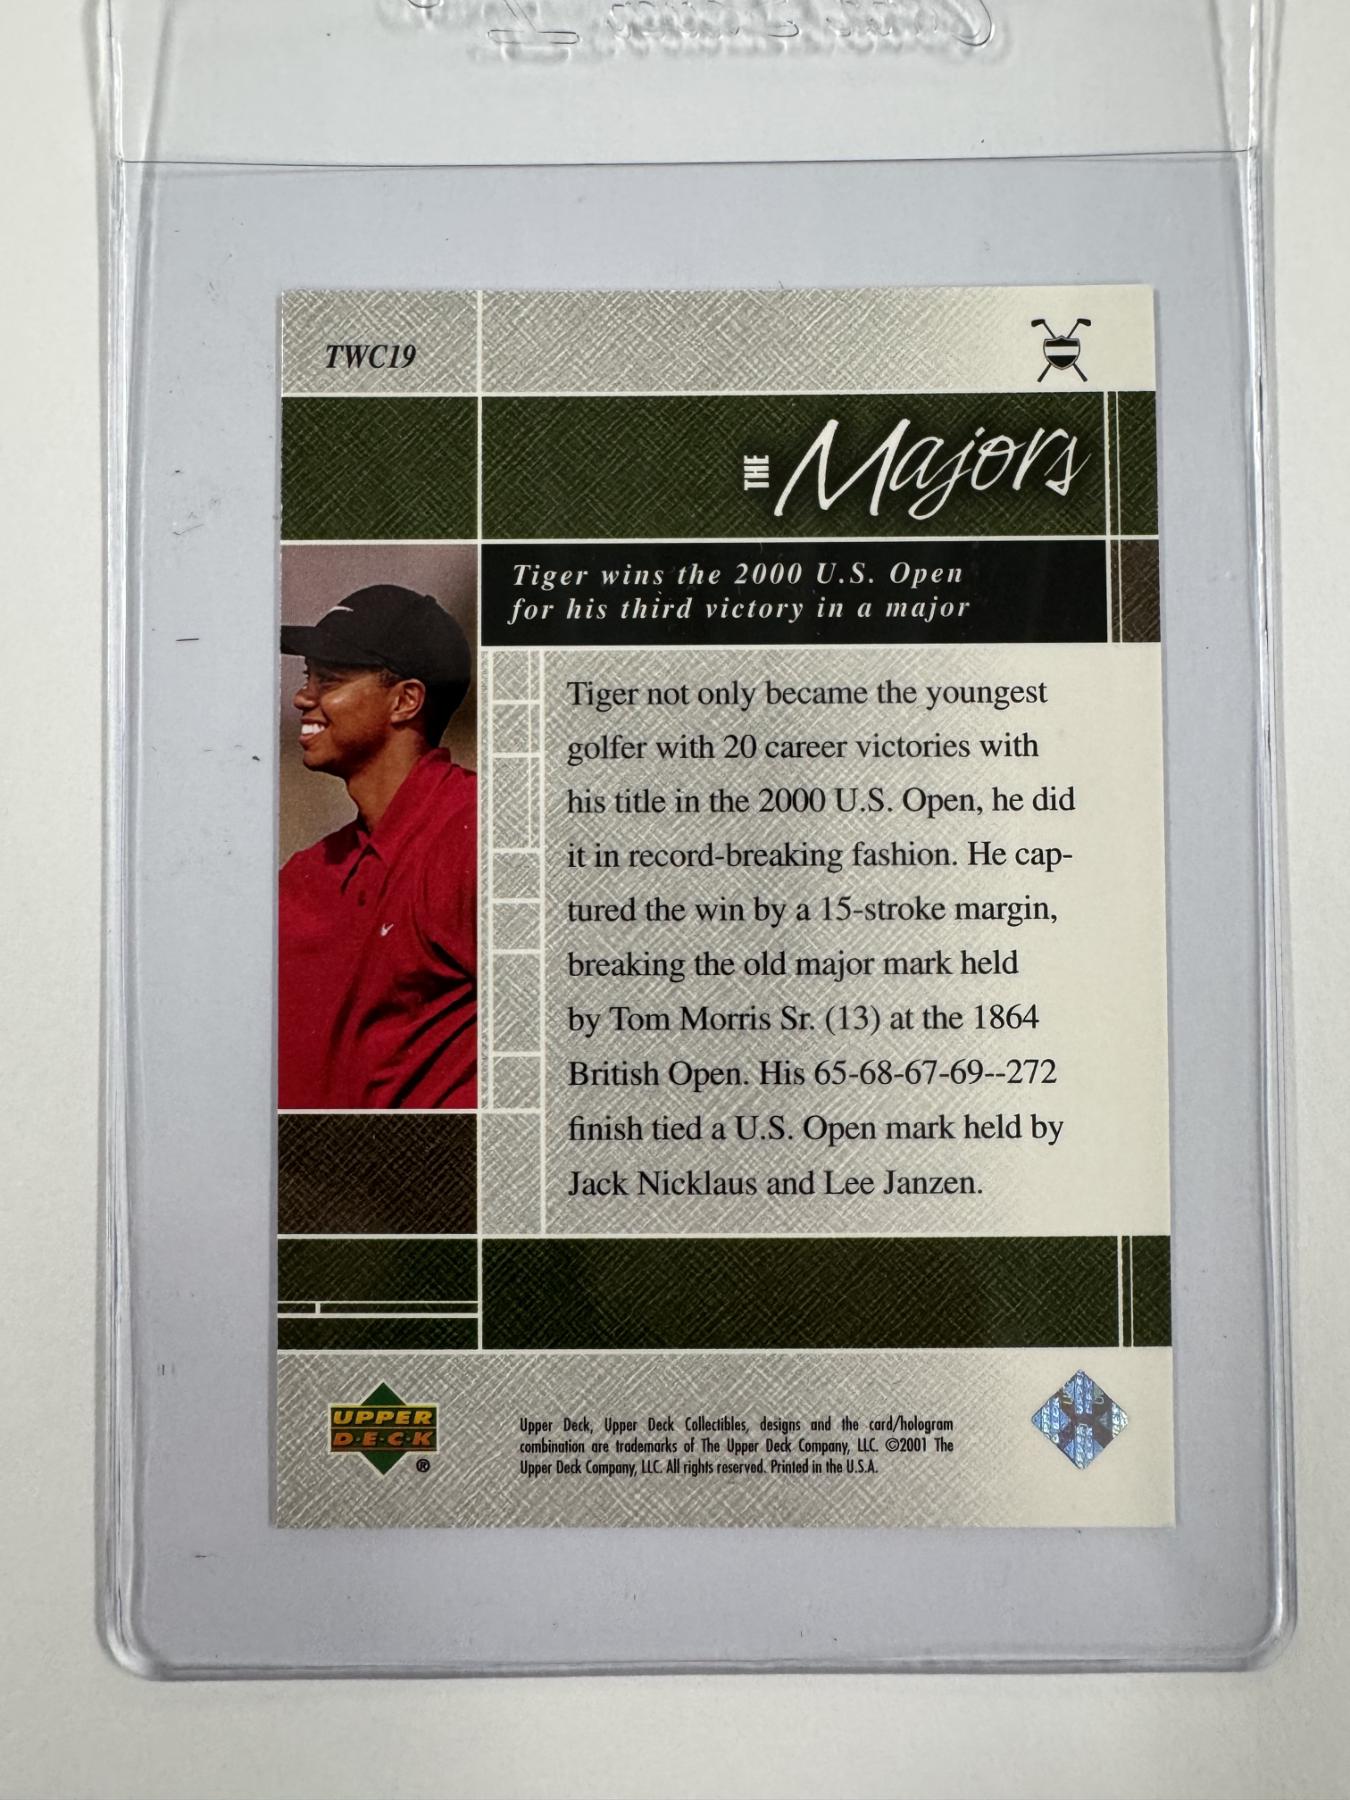 TWC19
THE Majors
Tiger wins the 2000 U.S. Open
for his third victory in a major
Tiger not only became the youngest
golfer with 20 career victories with
his title in the 2000 U.S. Open, he did
it in record-breaking fashion. He cap-
tured the win by a 15-stroke margin,
breaking the old major mark held
by Tom Morris Sr. (13) at the 1864
British Open. His 65-68-67-69--272
finish tied a U.S. Open mark held by
Jack Nicklaus and Lee Janzen.
UPPER
D·E·C·K
®
Upper Deck, Upper Deck Collectibles, designs and the card/hologram
combination are trademarks of The Upper Deck Company, LLC. ©2001 The
Upper Deck Company, LLC. All rights reserved. Printed in the U.S.A.